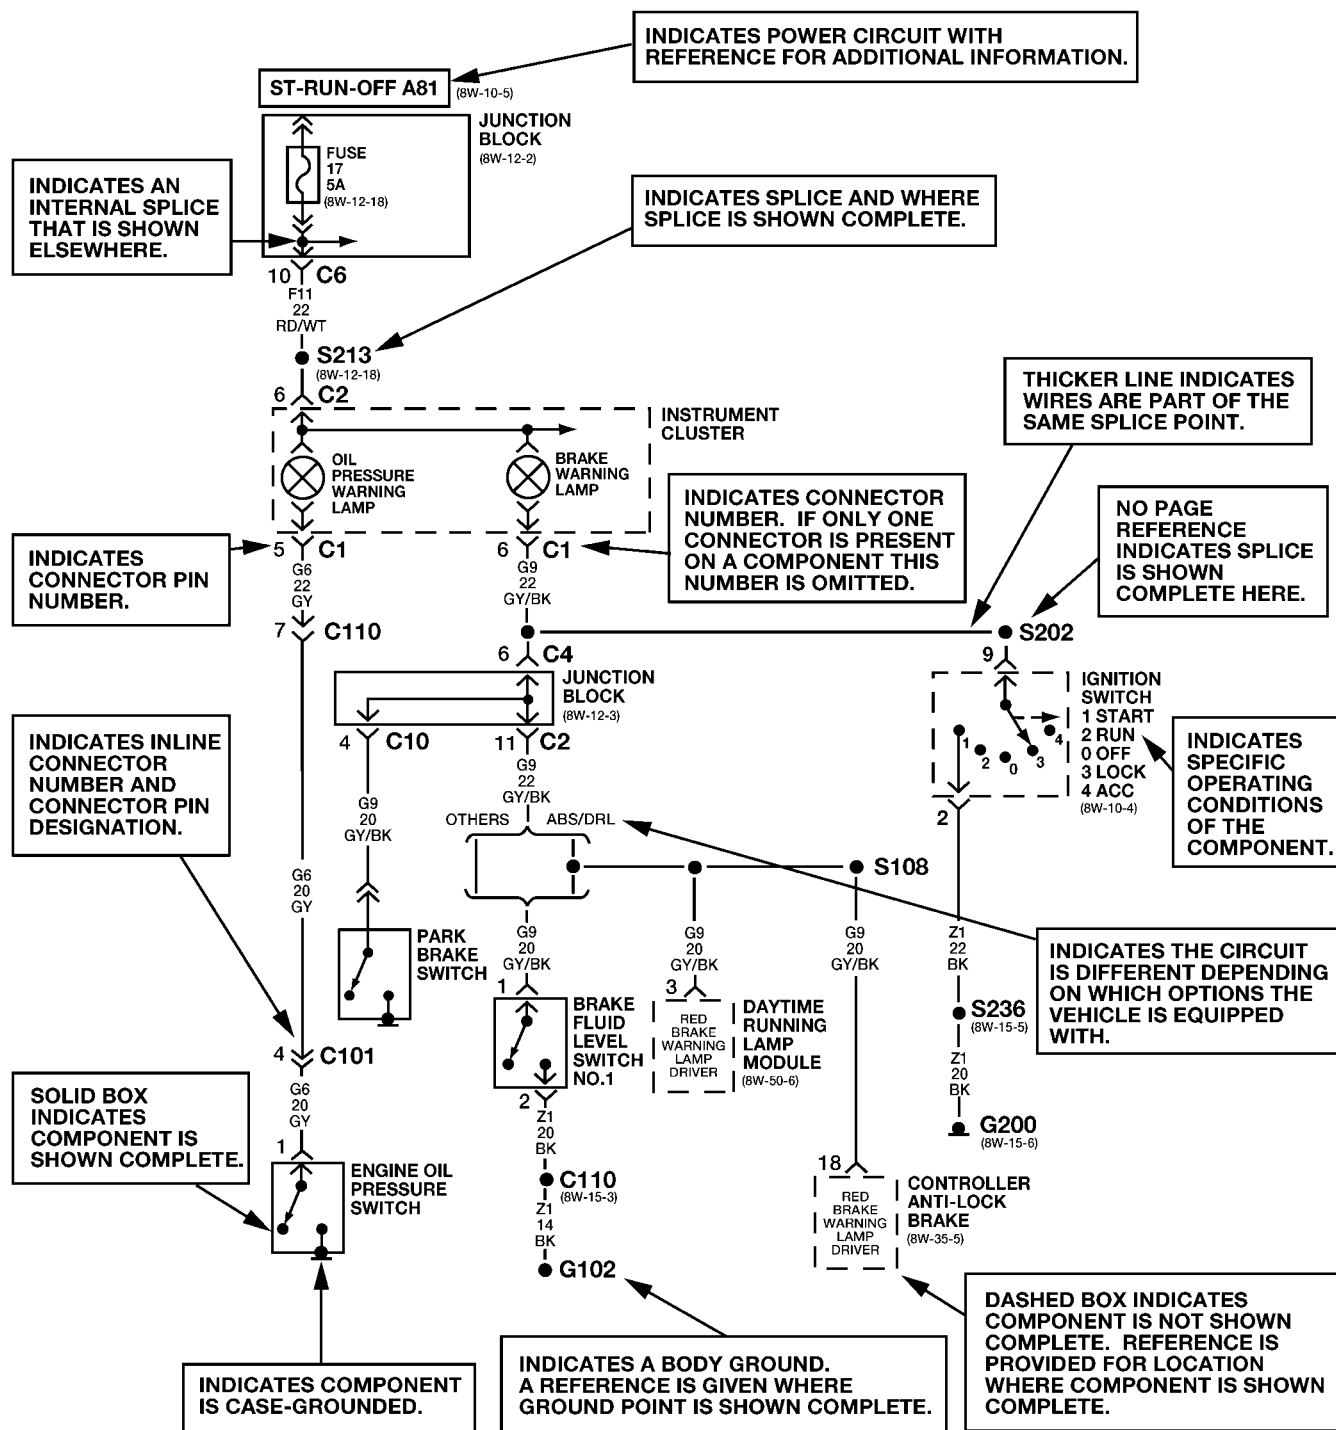 INDICATES POWER CIRCUIT WITH
REFERENCE FOR ADDITIONAL INFORMATION.
ST-RUN-OFF A81
(8W-10-5)
JUNCTION
BLOCK
(8W-12-2)
FUSE
17
5A
(8W-12-18)
INDICATES AN
INTERNAL SPLICE
THAT IS SHOWN
ELSEWHERE.
INDICATES SPLICE AND WHERE
SPLICE IS SHOWN COMPLETE.
10 C6
F11
22
RD/WT
S213
(8W-12-18)
6 C2
INSTRUMENT
CLUSTER
OIL
PRESSURE
WARNING
LAMP
BRAKE
WARNING
LAMP
THICKER LINE INDICATES
WIRES ARE PART OF THE
SAME SPLICE POINT.
INDICATES CONNECTOR
NUMBER. IF ONLY ONE
CONNECTOR IS PRESENT
ON A COMPONENT THIS
NUMBER IS OMITTED.
NO PAGE
REFERENCE
INDICATES SPLICE
IS SHOWN
COMPLETE HERE.
INDICATES
CONNECTOR PIN
NUMBER.
5 C1
G6
22
GY
6 C1
G9
22
GY/BK
7 C110
S202
6 C4
9
JUNCTION
BLOCK
(8W-12-3)
IGNITION
SWITCH
1 START
2 RUN
0 OFF
3 LOCK
4 ACC
(8W-10-4)
1
2
0
3
4
INDICATES
SPECIFIC
OPERATING
CONDITIONS
OF THE
COMPONENT.
INDICATES INLINE
CONNECTOR
NUMBER AND
CONNECTOR PIN
DESIGNATION.
4 C10
11 C2
G9
22
GY/BK
G9
20
GY/BK
2
OTHERS
ABS/DRL
S108
G6
20
GY
PARK
BRAKE
SWITCH
G9
20
GY/BK
G9
20
GY/BK
G9
20
GY/BK
Z1
22
BK
INDICATES THE CIRCUIT
IS DIFFERENT DEPENDING
ON WHICH OPTIONS THE
VEHICLE IS EQUIPPED
WITH.
1
BRAKE
FLUID
LEVEL
SWITCH
NO.1
3
RED
BRAKE
WARNING
LAMP
DRIVER
DAYTIME
RUNNING
LAMP
MODULE
(8W-50-6)
S236
(8W-15-5)
4 C101
G6
20
GY
Z1
20
BK
SOLID BOX
INDICATES
COMPONENT IS
SHOWN COMPLETE.
2
Z1
20
BK
G200
(8W-15-6)
1
ENGINE OIL
PRESSURE
SWITCH
C110
(8W-15-3)
Z1
14
BK
G102
18
RED
BRAKE
WARNING
LAMP
DRIVER
CONTROLLER
ANTI-LOCK
BRAKE
(8W-35-5)
DASHED BOX INDICATES
COMPONENT IS NOT SHOWN
COMPLETE. REFERENCE IS
PROVIDED FOR LOCATION
WHERE COMPONENT IS SHOWN
COMPLETE.
INDICATES COMPONENT
IS CASE-GROUNDED.
INDICATES A BODY GROUND.
A REFERENCE IS GIVEN WHERE
GROUND POINT IS SHOWN COMPLETE.